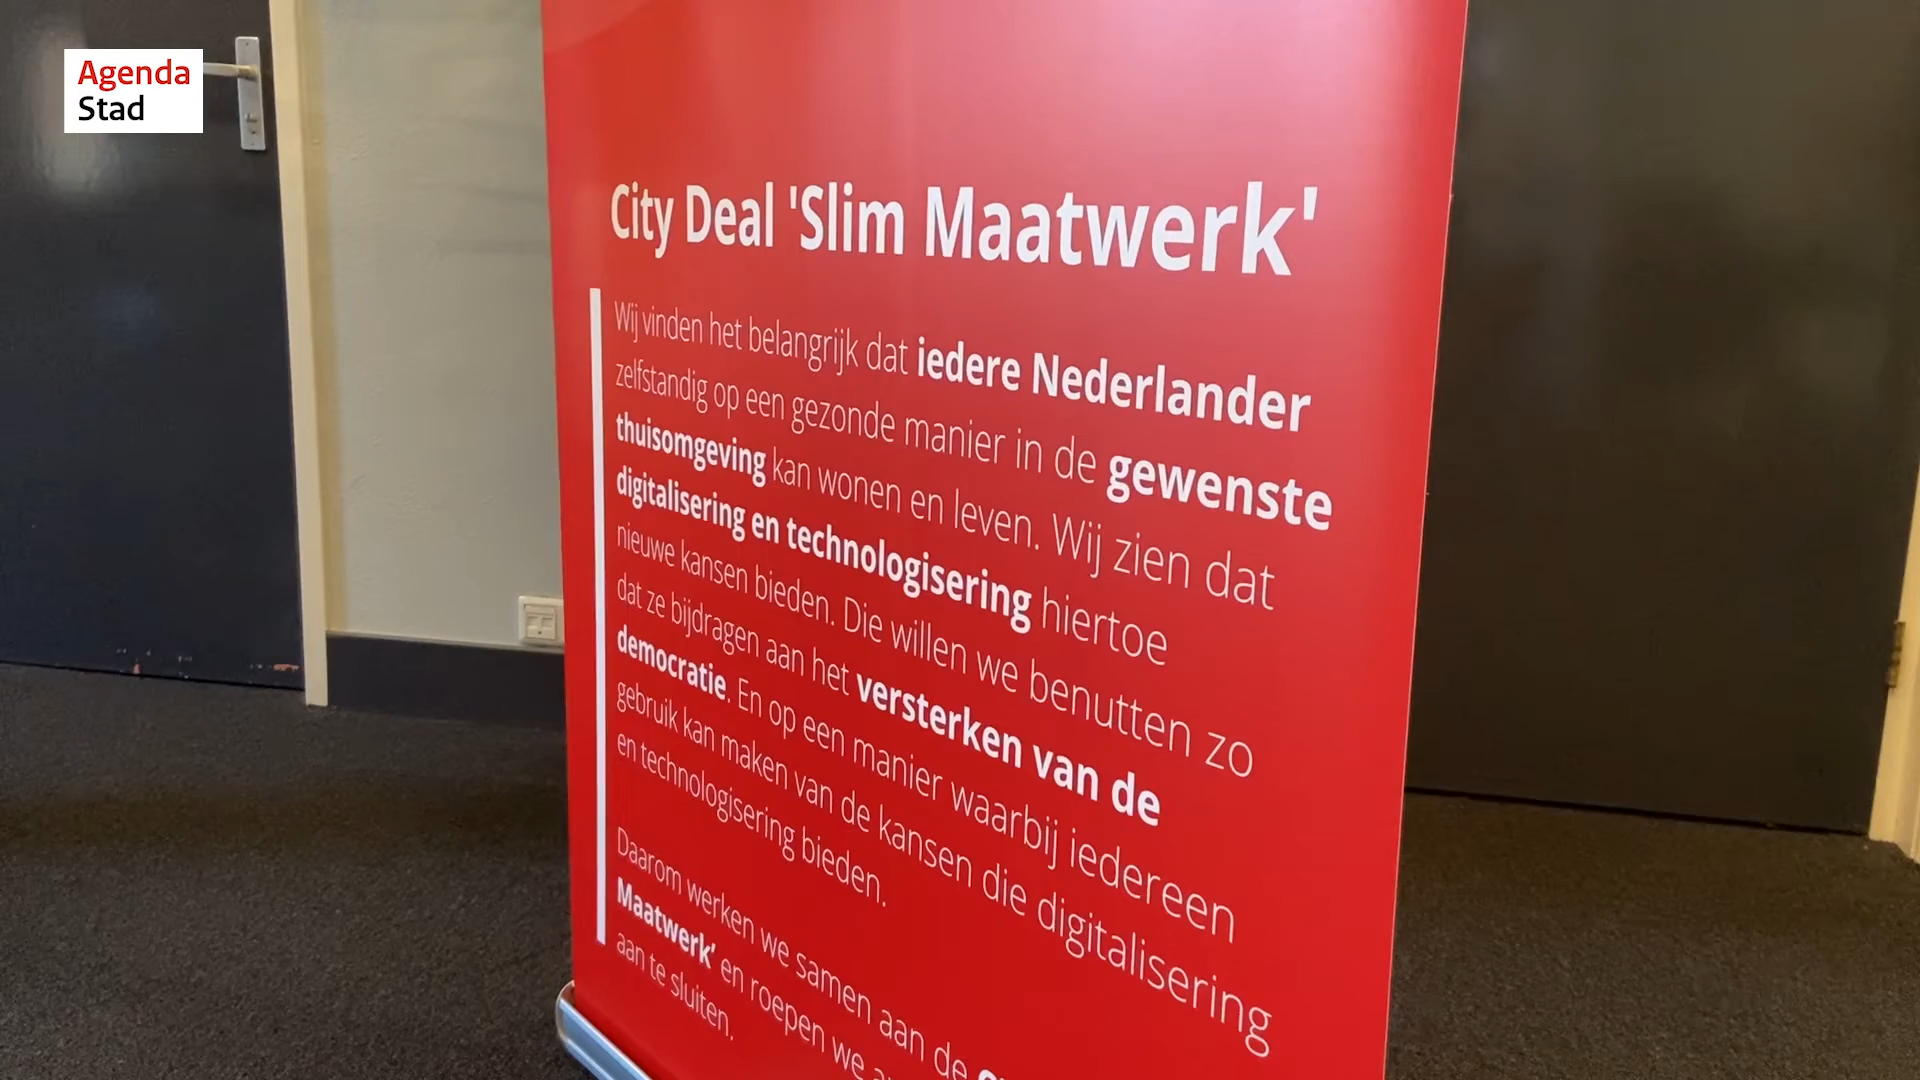 Agenda
Stad
City Deal 'Slim Maatwerk'
Wij vinden het belangrijk dat iedere Nederlander
zelfstandig op een gezonde manier in de gewenste
thuisomgeving kan wonen en leven. Wij zien dat
digitalisering en technologisering hiertoe
nieuwe kansen bieden. Die willen we benutten zo
dat ze bijdragen aan het versterken van de
democratie. En op een manier waarbij iedereen
gebruik kan maken van de kansen die digitalisering
en technologisering bieden.
Daarom werken we samen aan de
Maatwerk' en roepen we
aan te sluiten.